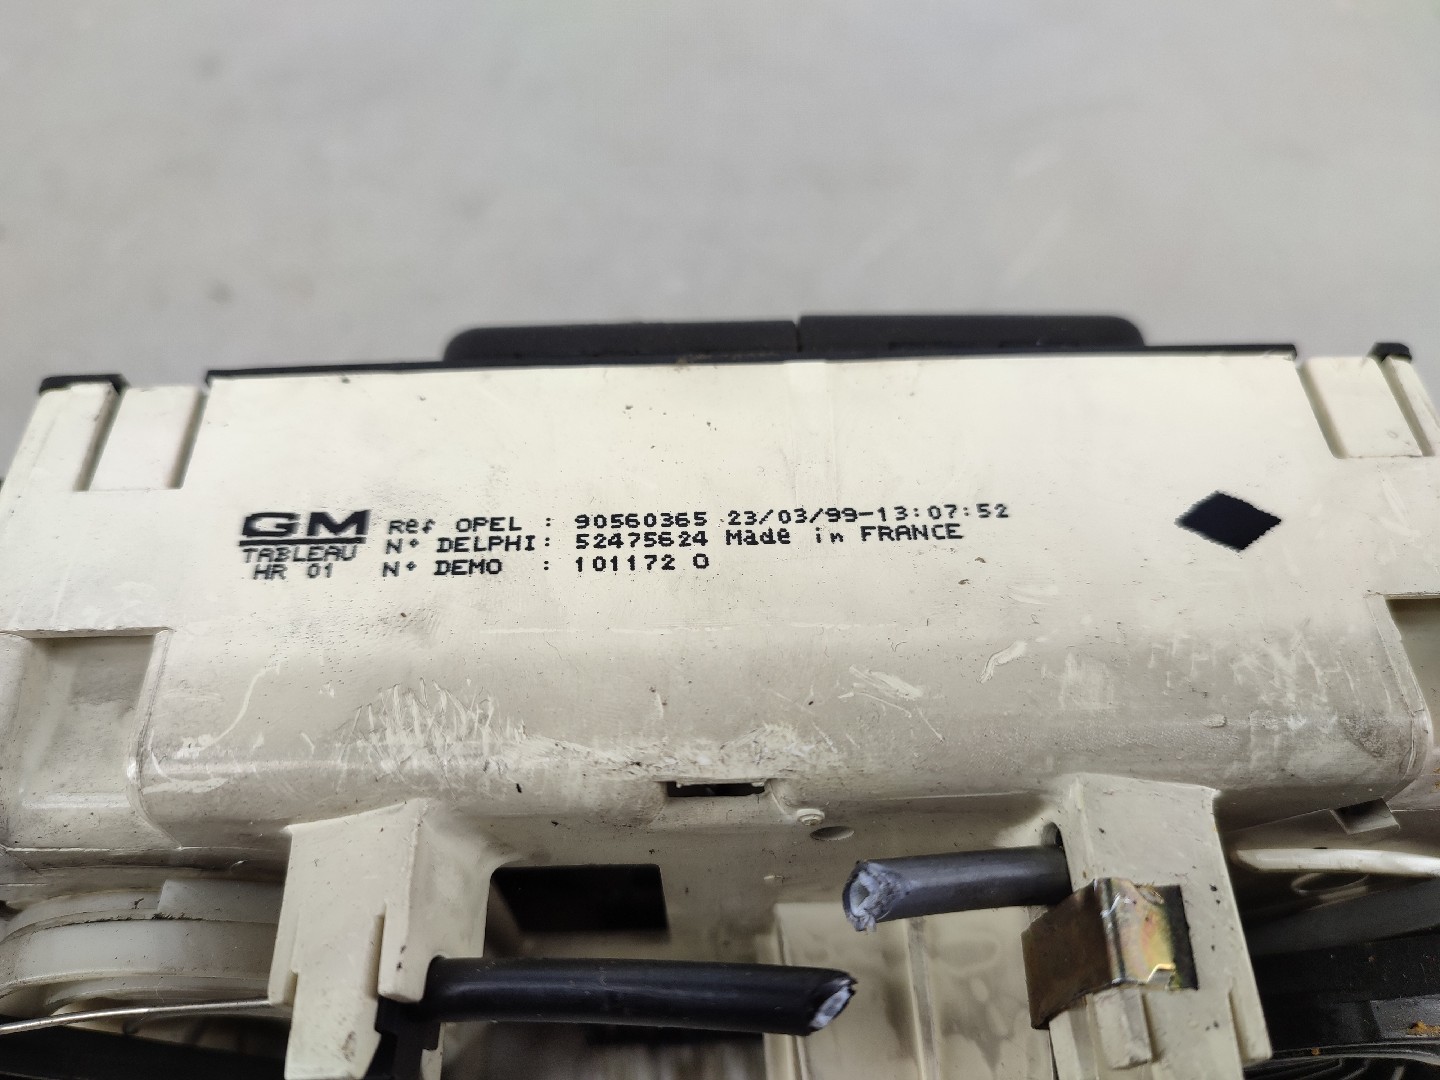 GM
TABLEAU
HR 01
Ref OPEL : 90560365 23/03/99-13:07:52
N° DELPHI: 52475624 Made in FRANCE
N° DEMO : 101172 0